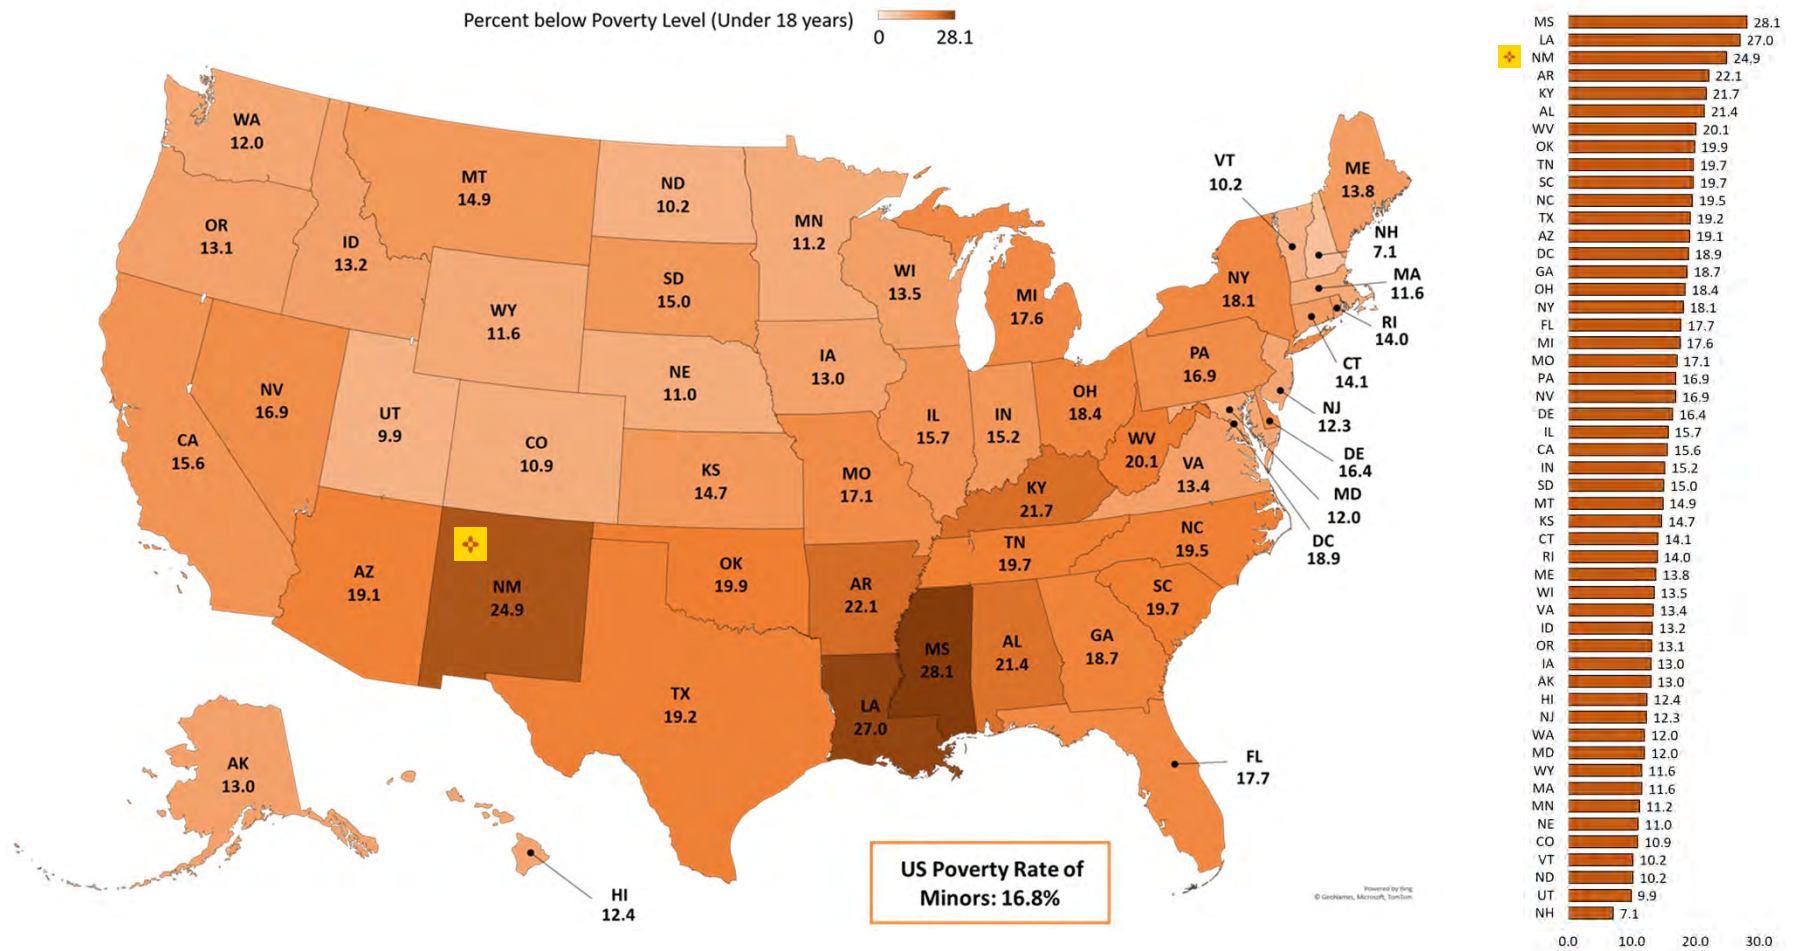 Percent below Poverty Level (Under 18 years)
0 28.1
WA
12.0
MT
14.9
ND
10.2
MN
11.2
OR
13.1
ID
13.2
WY
11.6
SD
15.0
WI
13.5
MI
17.6
NY
18.1
VT
10.2
ME
13.8
NH
7.1
MA
11.6
RI
14.0
CT
14.1
NJ
12.3
DE
16.4
MD
12.0
DC
18.9
PA
16.9
NV
16.9
UT
9.9
CO
10.9
NE
11.0
IA
13.0
IL
15.7
IN
15.2
OH
18.4
WV
20.1
VA
13.4
CA
15.6
KS
14.7
MO
17.1
KY
21.7
NC
19.5
TN
19.7
AZ
19.1
NM
24.9
OK
19.9
AR
22.1
SC
19.7
MS
28.1
AL
21.4
GA
18.7
TX
19.2
LA
27.0
FL
17.7
AK
13.0
HI
12.4
US Poverty Rate of
Minors: 16.8%
Powered by Bing
© GeoNames, Microsoft, TomTom
MS 28.1
LA 27.0
NM 24.9
AR 22.1
KY 21.7
AL 21.4
WV 20.1
OK 19.9
TN 19.7
SC 19.7
NC 19.5
TX 19.2
AZ 19.1
DC 18.9
GA 18.7
OH 18.4
NY 18.1
FL 17.7
MI 17.6
MO 17.1
PA 16.9
NV 16.9
DE 16.4
IL 15.7
CA 15.6
IN 15.2
SD 15.0
MT 14.9
KS 14.7
CT 14.1
RI 14.0
ME 13.8
WI 13.5
VA 13.4
ID 13.2
OR 13.1
IA 13.0
AK 13.0
HI 12.4
NJ 12.3
WA 12.0
MD 12.0
WY 11.6
MA 11.6
MN 11.2
NE 11.0
CO 10.9
VT 10.2
ND 10.2
UT 9.9
NH 7.1
0.0 10.0 20.0 30.0